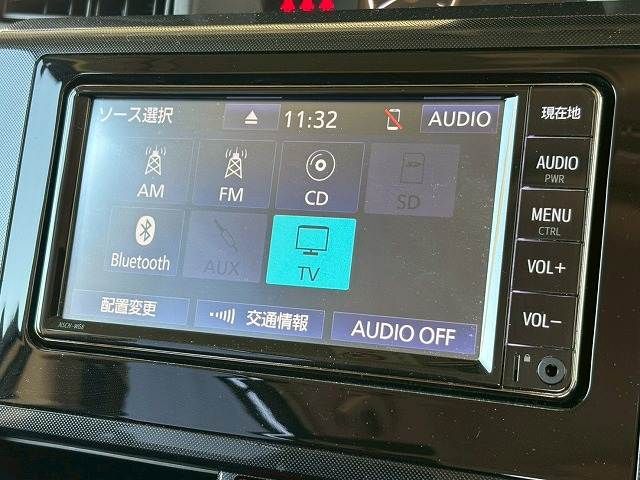 ソース選択 11:32 AUDIO
現在地
AM FM CD SD
AUDIO
PWR
MENU
CTRL
Bluetooth AUX TV
VOL+
配置変更 交通情報 AUDIO OFF
VOL−